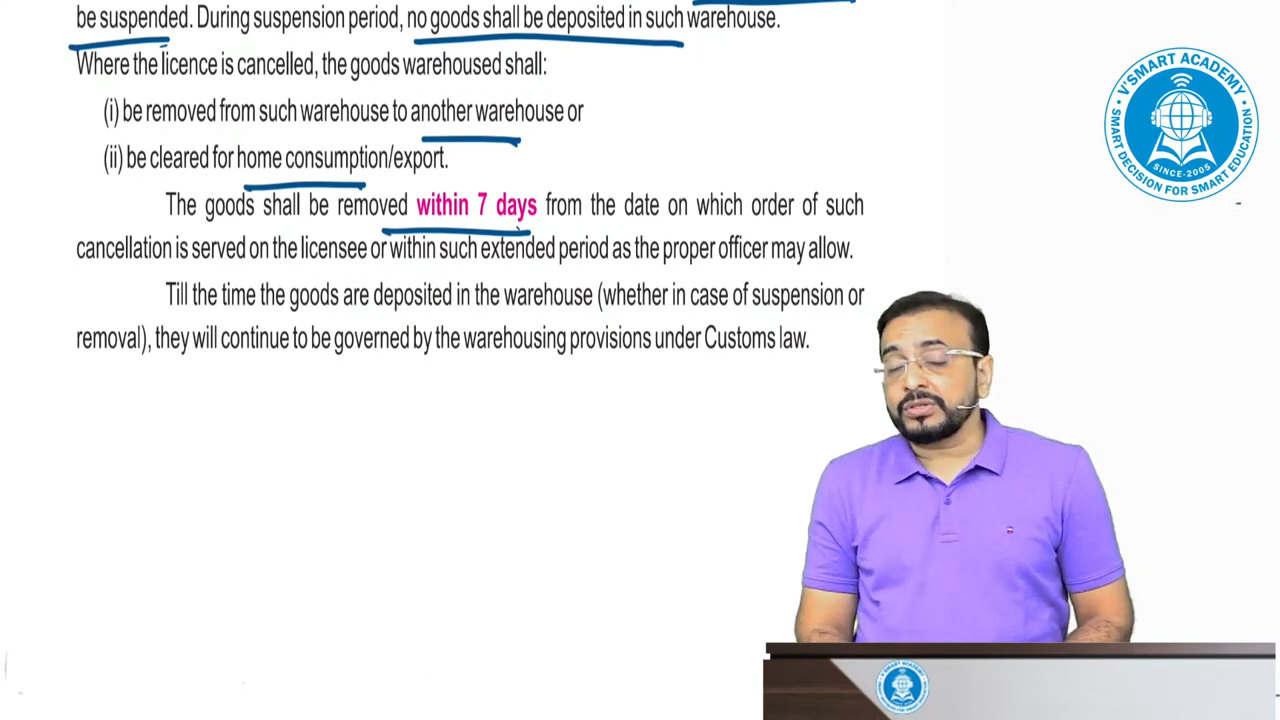 be suspended. During suspension period, no goods shall be deposited in such warehouse.
Where the licence is cancelled, the goods warehoused shall:
(i) be removed from such warehouse to another warehouse or
(ii) be cleared for home consumption/export.
The goods shall be removed within 7 days from the date on which order of such
cancellation is served on the licensee or within such extended period as the proper officer may allow.
Till the time the goods are deposited in the warehouse (whether in case of suspension or
removal), they will continue to be governed by the warehousing provisions under Customs law.
V'SMART ACADEMY
SINCE-2005
SMART DECISION FOR SMART EDUCATION